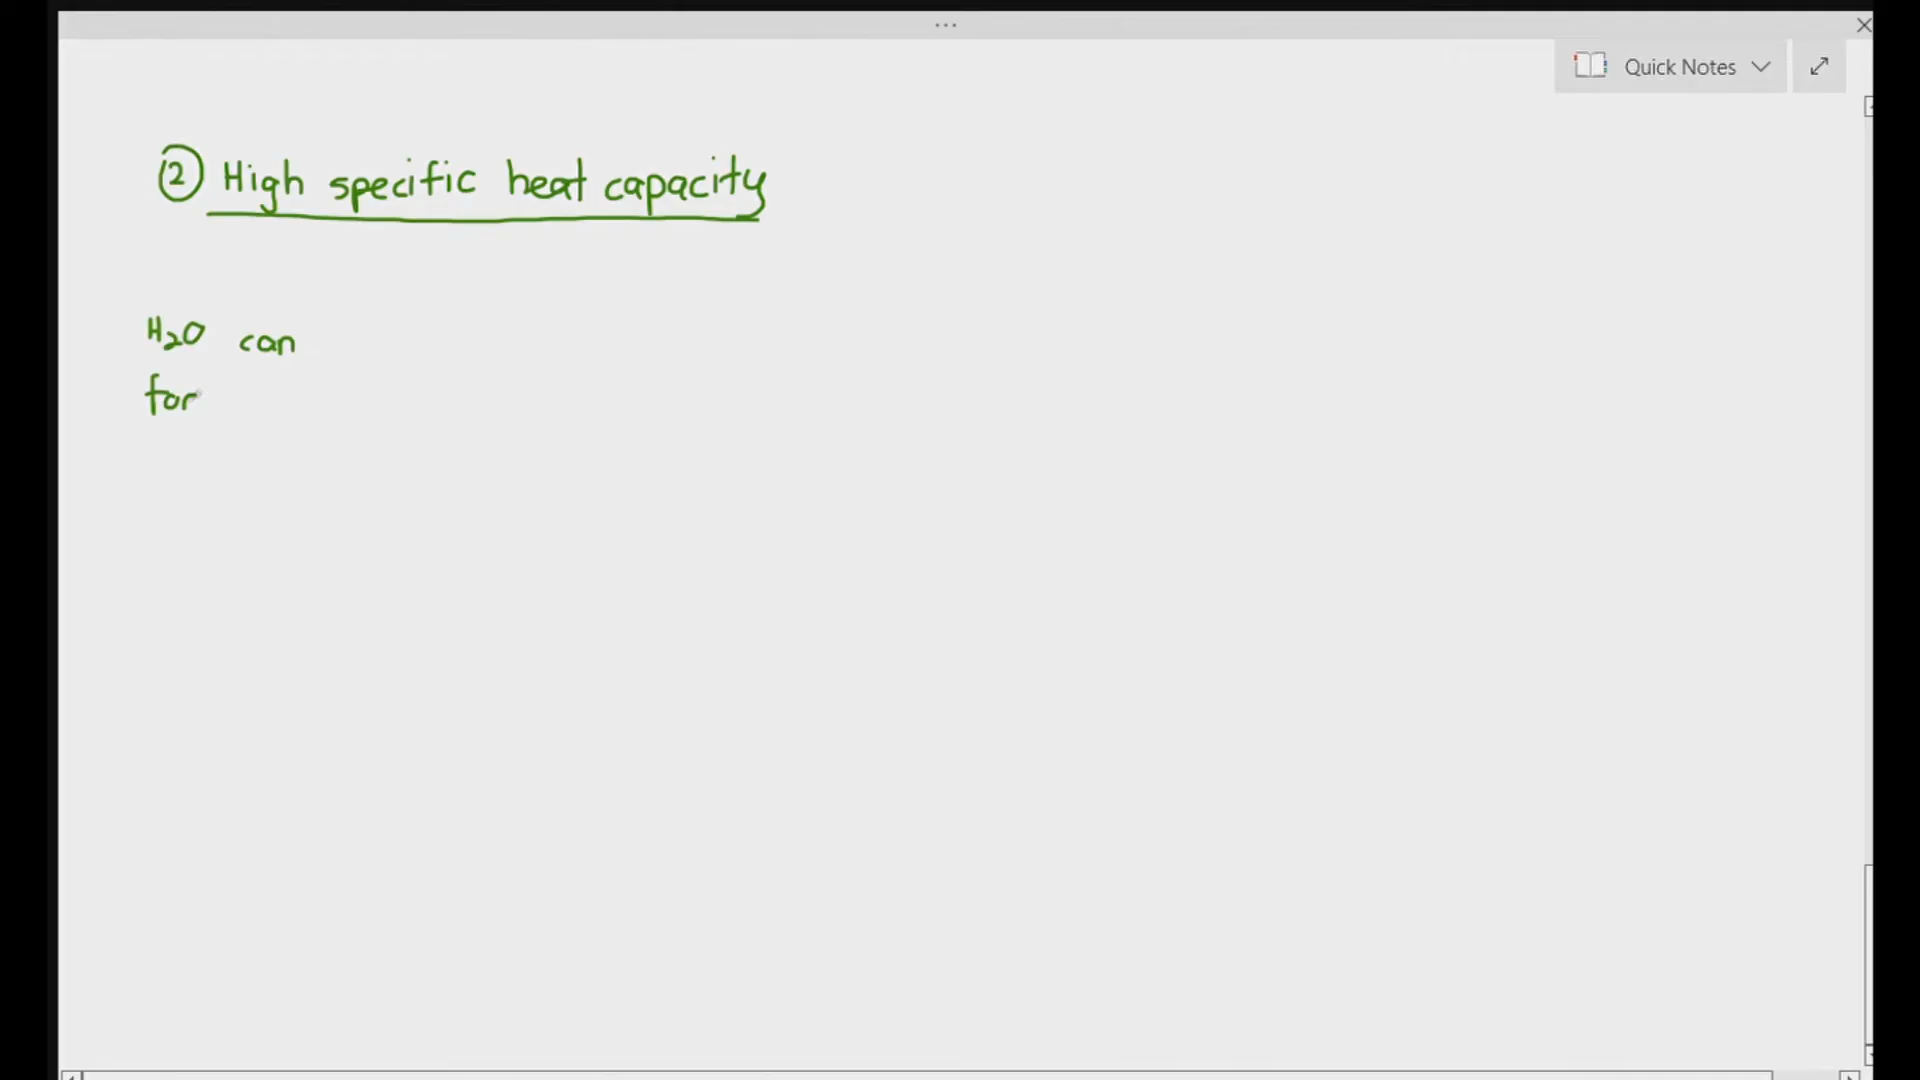 Quick Notes
② High specific heat capacity
H₂O can
for